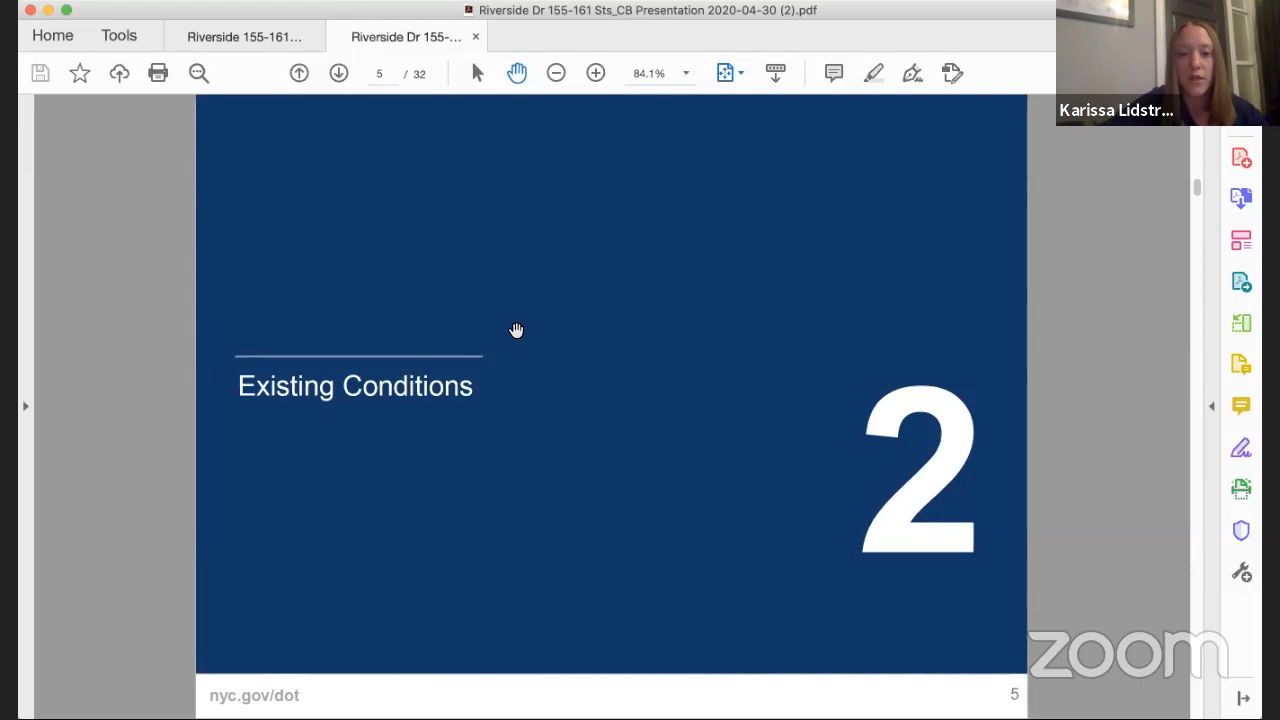 Riverside Dr 155-161 Sts_CB Presentation 2020-04-30 (2).pdf
Home
Tools
Riverside 155-161...
Riverside Dr 155-...
×
5 / 32
84.1%
Karissa Lidstr...
Existing Conditions
2
nyc.gov/dot
5
zoom